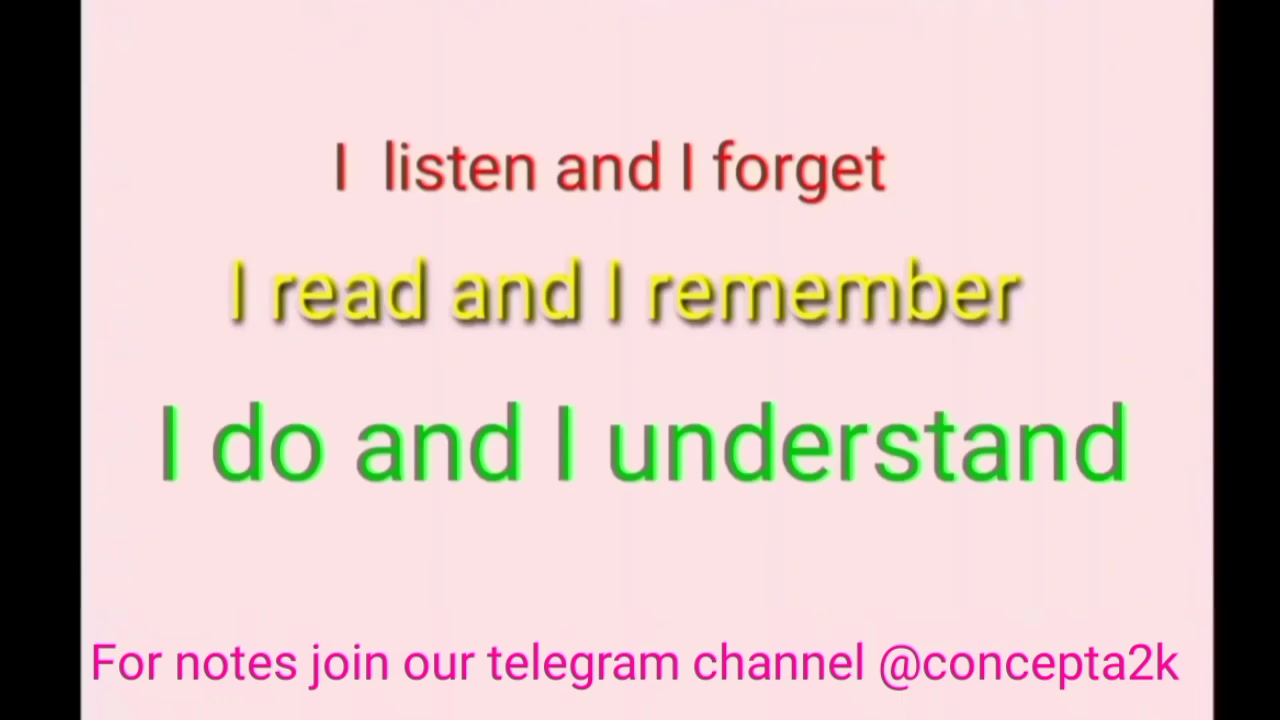 I listen and I forget
I read and I remember
I do and I understand
For notes join our telegram channel @concepta2k